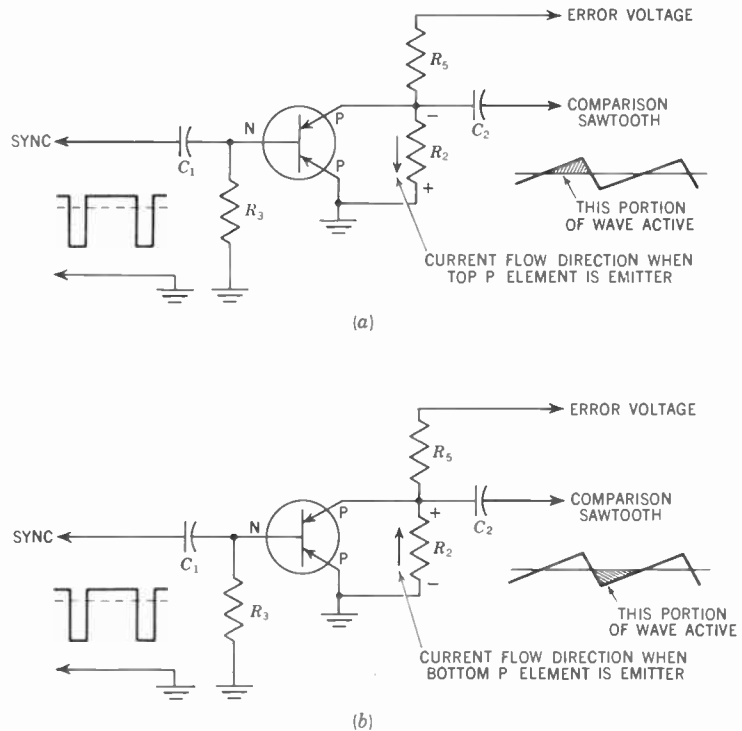 ERROR VOLTAGE
R5
P
−
N
C2
COMPARISON
SAWTOOTH
SYNC
C1
R2
P
+
R3
THIS PORTION
OF WAVE ACTIVE
CURRENT FLOW DIRECTION WHEN
TOP P ELEMENT IS EMITTER
(a)
ERROR VOLTAGE
R5
P
+
N
C2
COMPARISON
SAWTOOTH
SYNC
C1
R2
P
−
R3
THIS PORTION
OF WAVE ACTIVE
CURRENT FLOW DIRECTION WHEN
BOTTOM P ELEMENT IS EMITTER
(b)